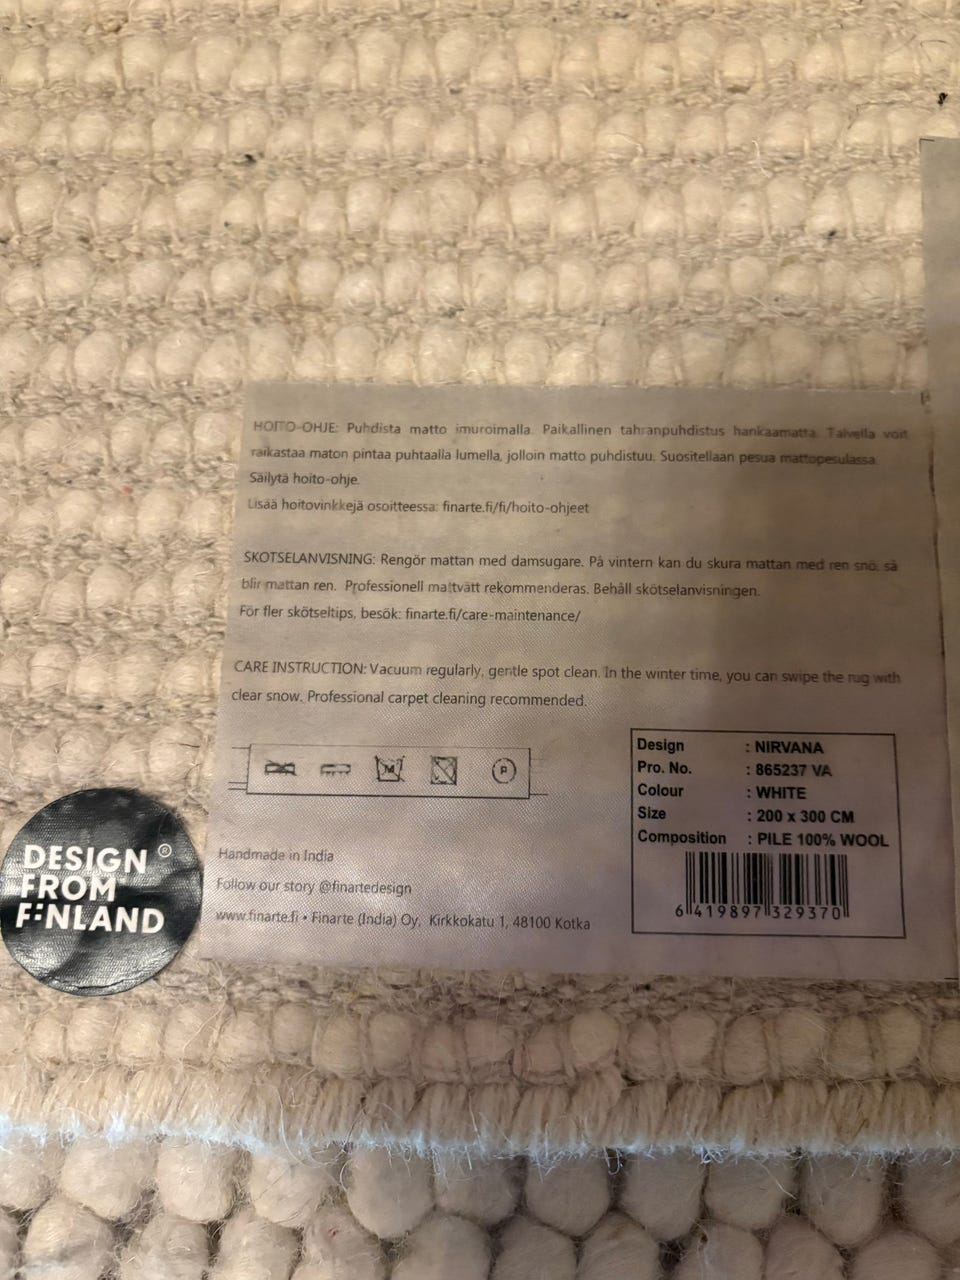 HOITO-OHJE: Puhdista matto imuroimalla. Paikallinen tahranpuhdistus hankaamatta. Talvella voit
raikastaa maton pintaa puhtaalla lumella, jolloin matto puhdistuu. Suositellaan pesua mattopesulassa.
Säilytä hoito-ohje.
Lisää hoitovinkkejä osoitteessa: finarte.fi/fi/hoito-ohjeet
SKÖTSELANVISNING: Rengör mattan med damsugare. På vintern kan du skura mattan med ren snö, så
blir mattan ren. Professionell mattvätt rekommenderas. Behåll skötselanvisningen.
För fler skötseltips, besök: finarte.fi/care-maintenance/
CARE INSTRUCTION: Vacuum regularly, gentle spot clean. In the winter time, you can swipe the rug with
clear snow. Professional carpet cleaning recommended.
P
Design : NIRVANA
Pro. No. : 865237 VA
Colour : WHITE
Size : 200 x 300 CM
Composition : PILE 100% WOOL
6 419897 329370
DESIGN ®
FROM
FINLAND
Handmade in India
Follow our story @finartedesign
www.finarte.fi • Finarte (India) Oy, Kirkkokatu 1, 48100 Kotka